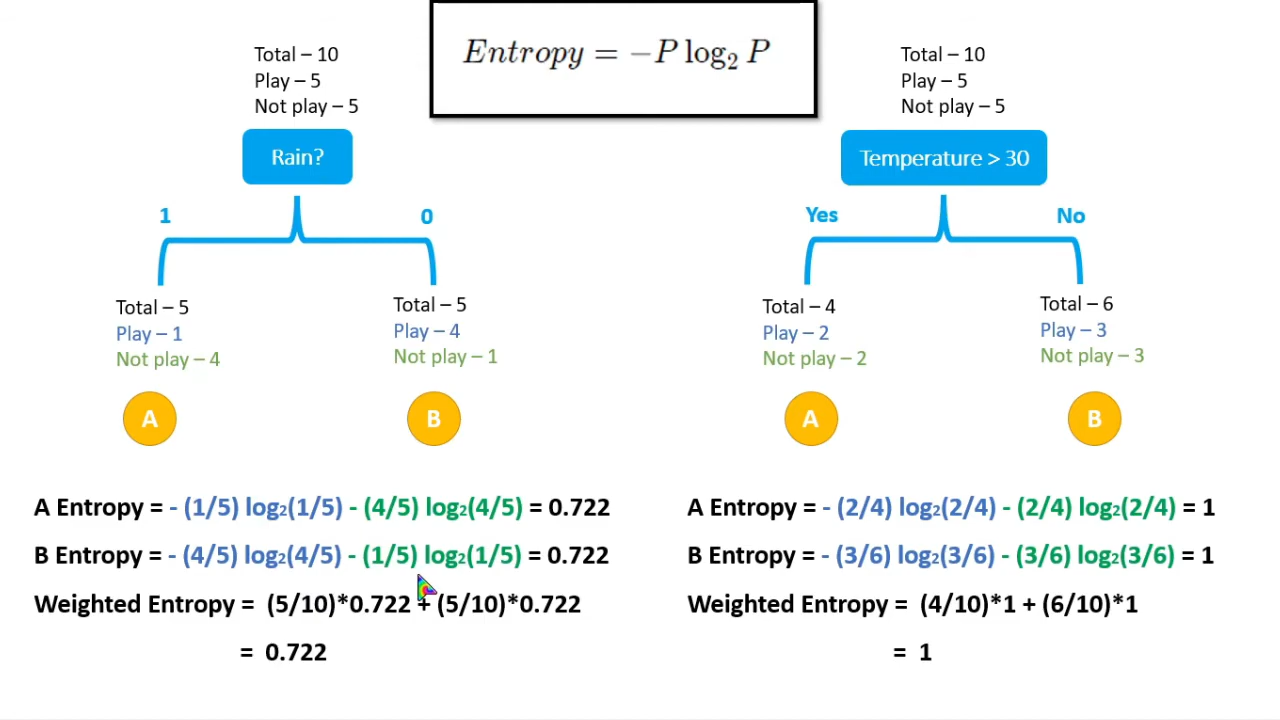 Entropy = −P log₂ P
Total – 10
Play – 5
Not play – 5
Rain?
1
0
Total – 5
Play – 1
Not play – 4
A
Total – 5
Play – 4
Not play – 1
B
A Entropy = - (1/5) log₂(1/5) - (4/5) log₂(4/5) = 0.722
B Entropy = - (4/5) log₂(4/5) - (1/5) log₂(1/5) = 0.722
Weighted Entropy = (5/10)*0.722 + (5/10)*0.722
= 0.722
Total – 10
Play – 5
Not play – 5
Temperature > 30
Yes
No
Total – 4
Play – 2
Not play – 2
A
Total – 6
Play – 3
Not play – 3
B
A Entropy = - (2/4) log₂(2/4) - (2/4) log₂(2/4) = 1
B Entropy = - (3/6) log₂(3/6) - (3/6) log₂(3/6) = 1
Weighted Entropy = (4/10)*1 + (6/10)*1
= 1